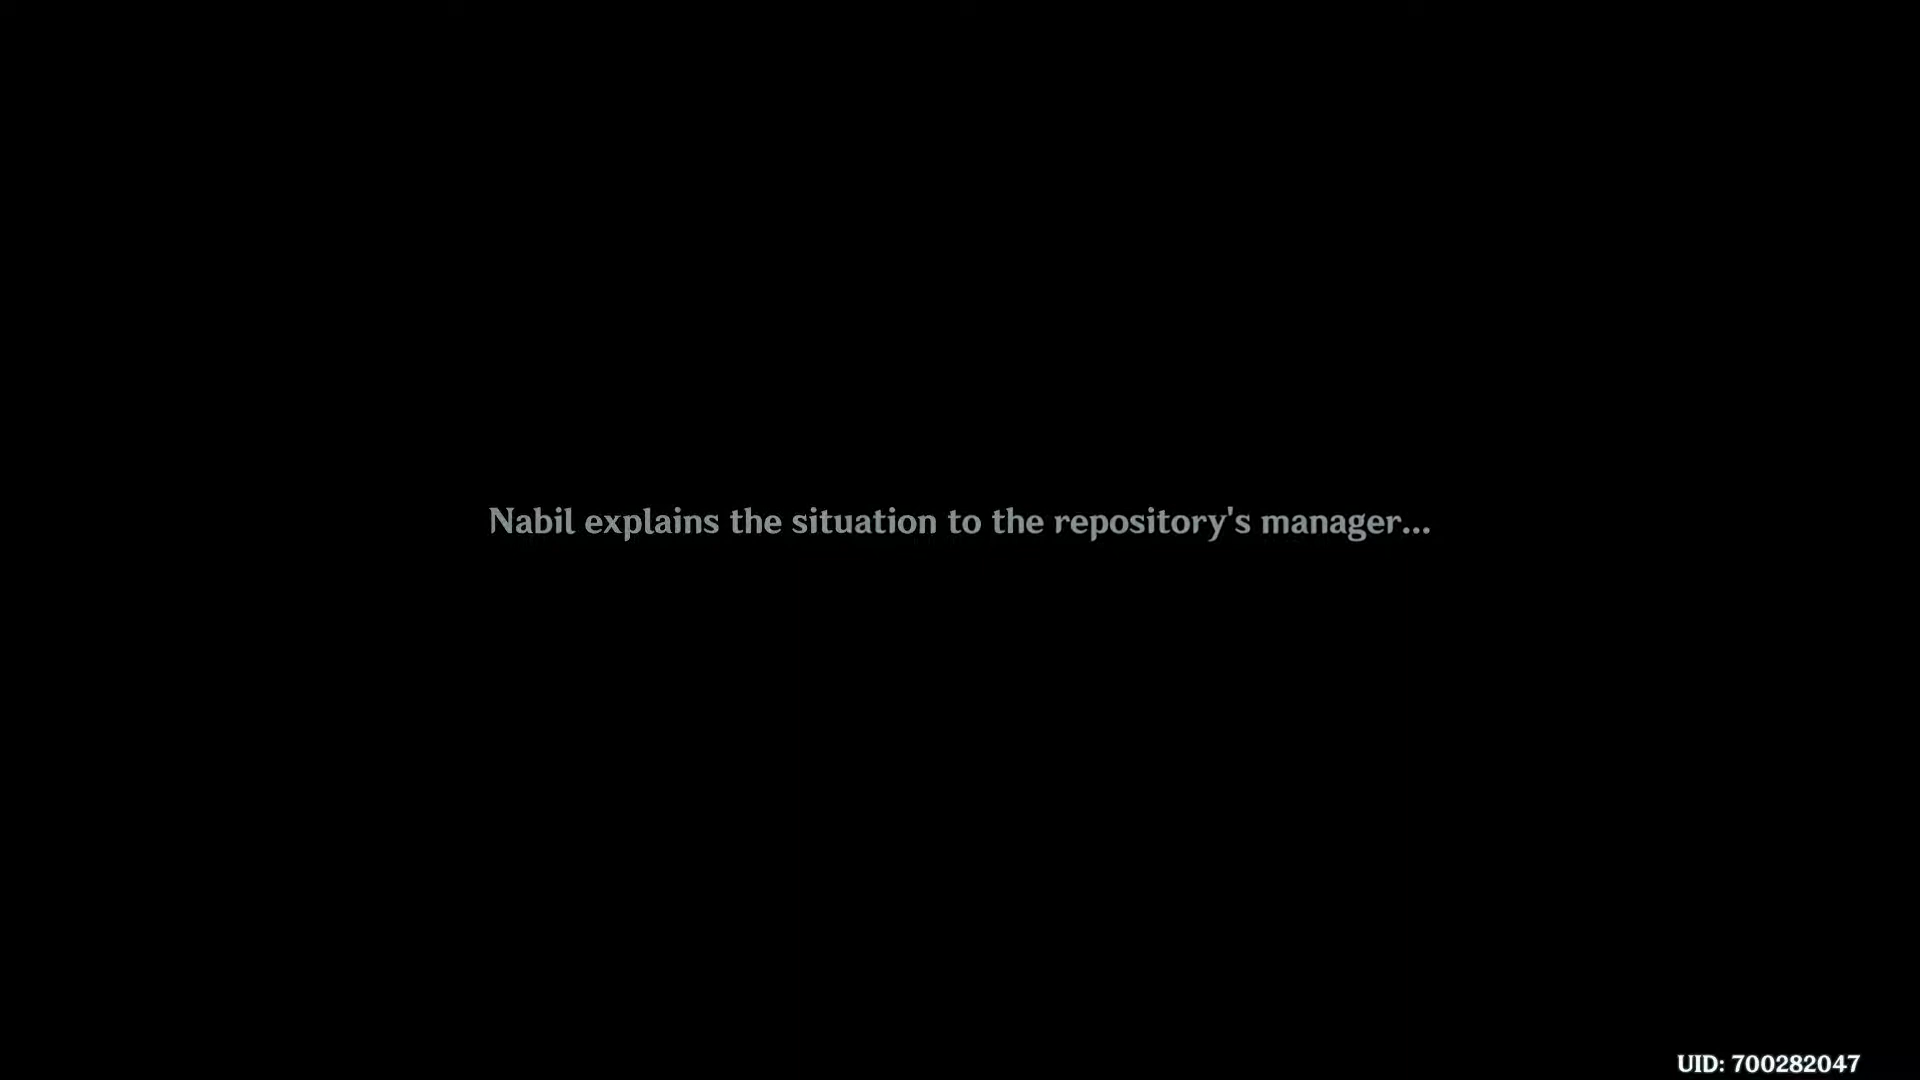 Nabil explains the situation to the repository's manager...
UID: 700282047